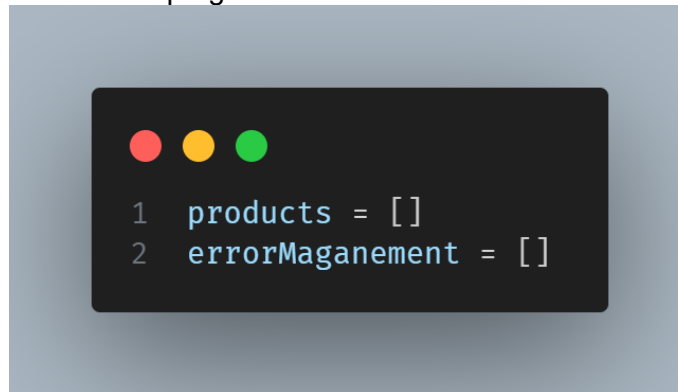 1 products = []
2 errorMaganement = []